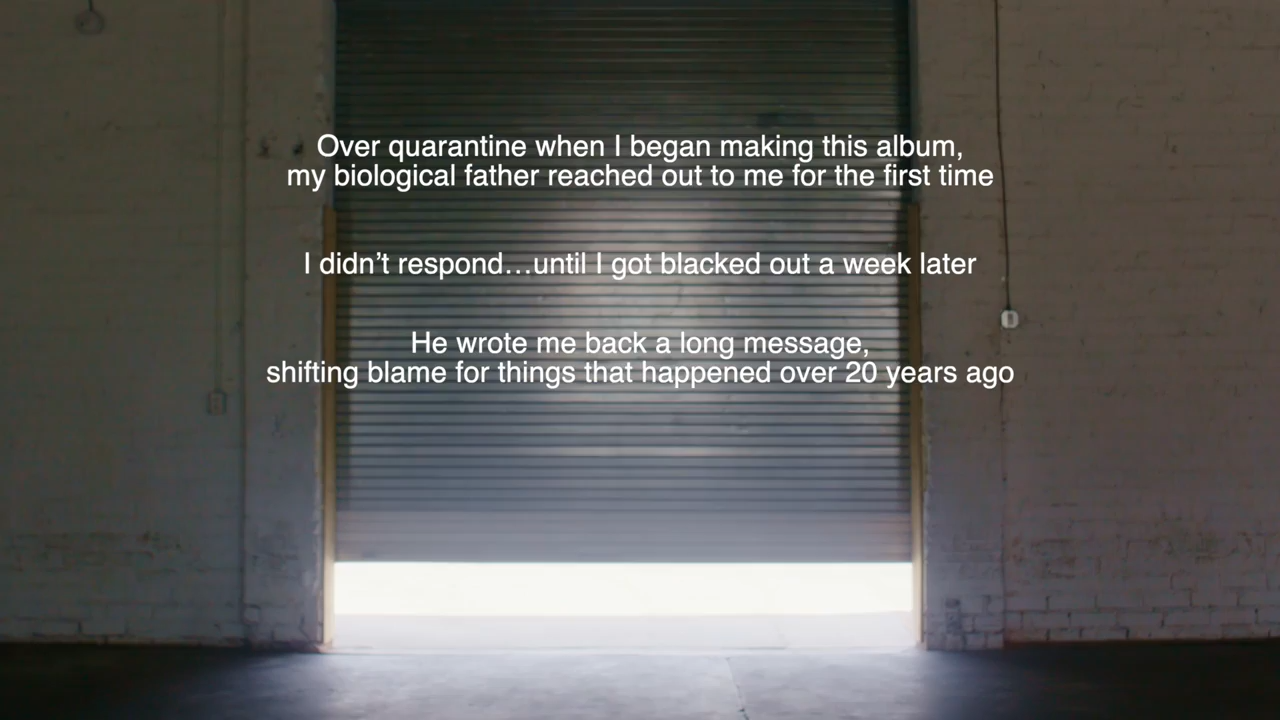 Over quarantine when I began making this album,
my biological father reached out to me for the first time
I didn’t respond…until I got blacked out a week later
He wrote me back a long message,
shifting blame for things that happened over 20 years ago